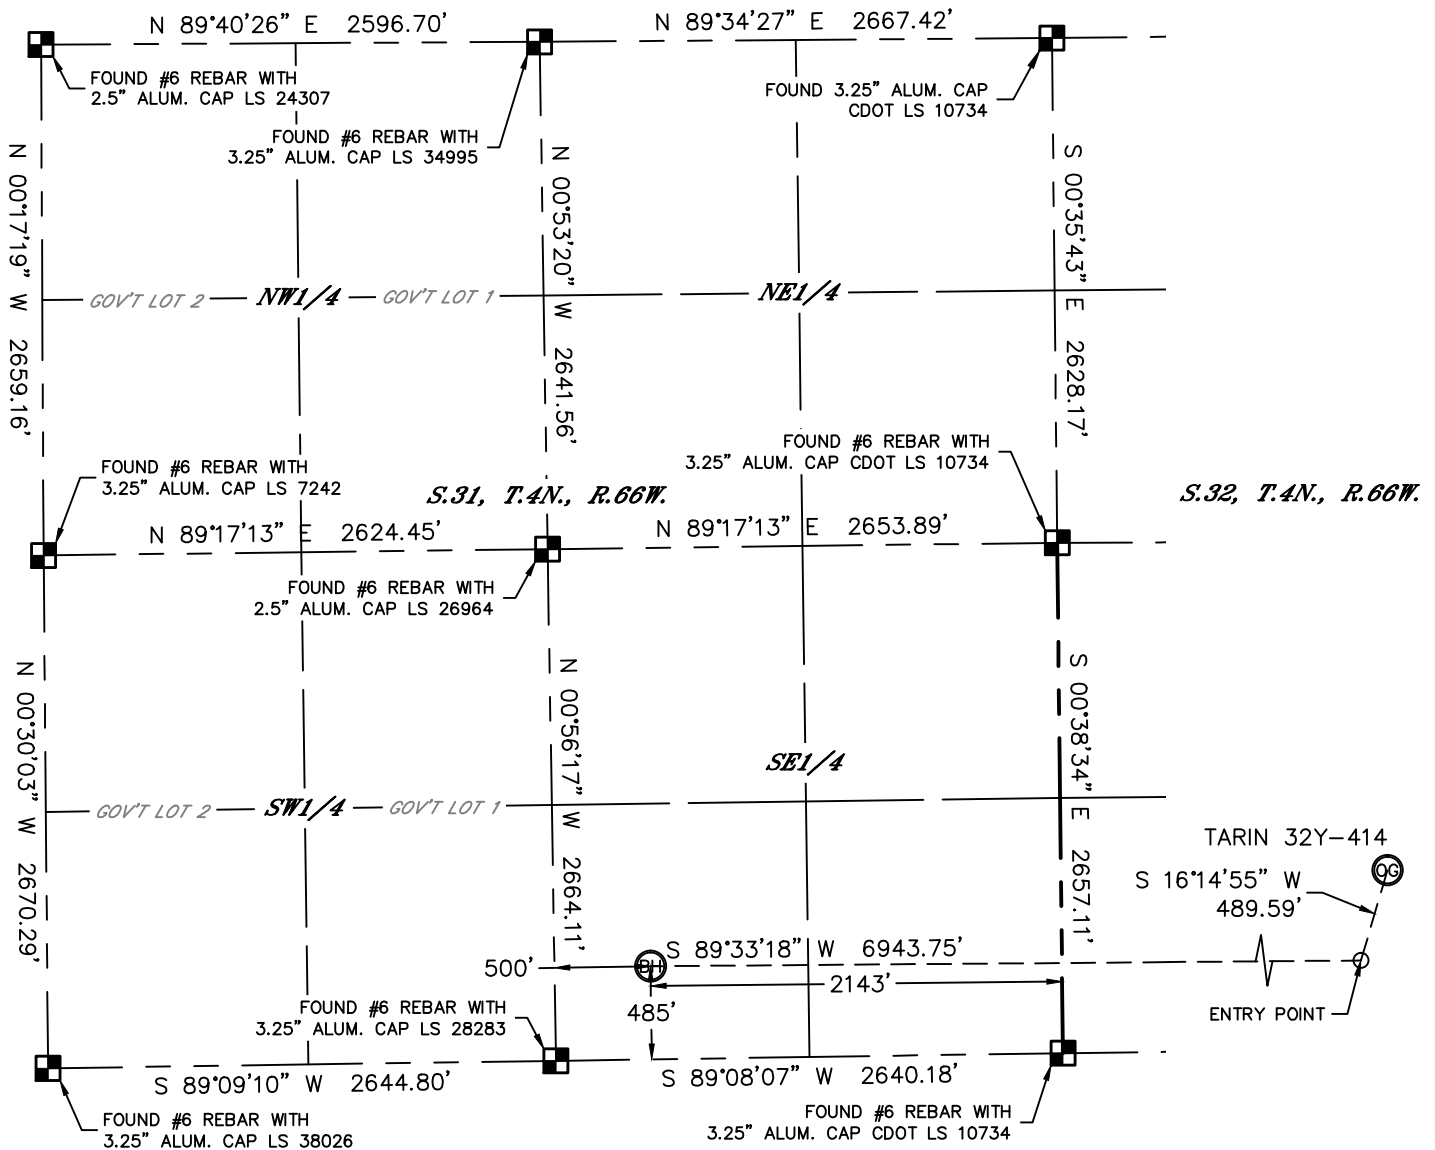 N 89°40'26" E 2596.70'
N 89°34'27" E 2667.42'
FOUND #6 REBAR WITH
2.5" ALUM. CAP LS 24307
FOUND 3.25" ALUM. CAP
CDOT LS 10734
FOUND #6 REBAR WITH
3.25" ALUM. CAP LS 34995
N 00°17'19" W 2659.16'
N 00°53'20" W 2641.56'
S 00°35'43" E 2628.17'
GOV'T LOT 2
NW1/4
GOV'T LOT 1
NE1/4
FOUND #6 REBAR WITH
3.25" ALUM. CAP CDOT LS 10734
FOUND #6 REBAR WITH
3.25" ALUM. CAP LS 7242
S.31, T.4N., R.66W.
S.32, T.4N., R.66W.
N 89°17'13" E 2624.45'
N 89°17'13" E 2653.89'
FOUND #6 REBAR WITH
2.5" ALUM. CAP LS 26964
N 00°30'03" W 2670.29'
N 00°56'17" W 2664.11'
S 00°38'34" E 2657.11'
SE1/4
GOV'T LOT 2
SW1/4
GOV'T LOT 1
TARIN 32Y-414
OG
S 16°14'55" W
489.59'
S 89°33'18" W 6943.75'
500'
BH
2143'
485'
ENTRY POINT
FOUND #6 REBAR WITH
3.25" ALUM. CAP LS 28283
S 89°09'10" W 2644.80'
S 89°08'07" W 2640.18'
FOUND #6 REBAR WITH
3.25" ALUM. CAP LS 38026
FOUND #6 REBAR WITH
3.25" ALUM. CAP CDOT LS 10734